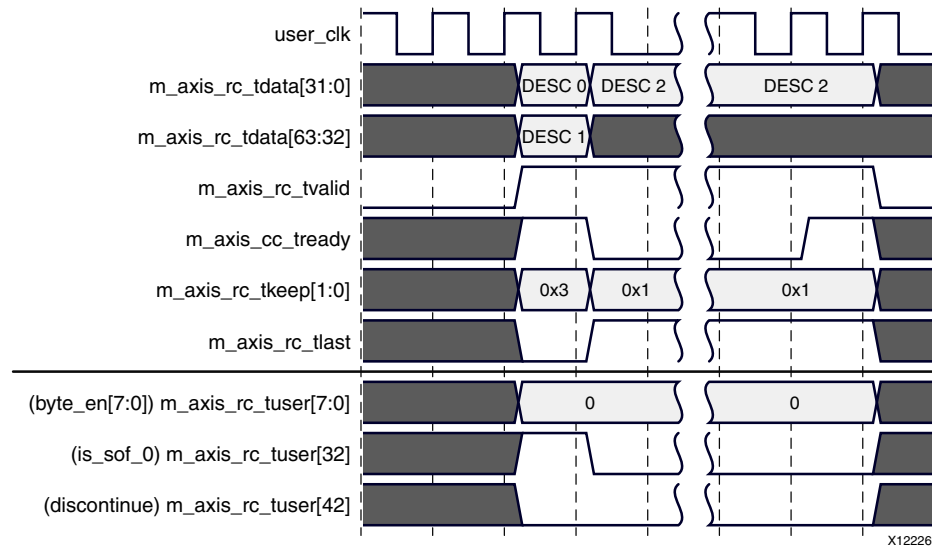 user_clk
m_axis_rc_tdata[31:0] DESC 0 DESC 2 DESC 2
m_axis_rc_tdata[63:32] DESC 1
m_axis_rc_tvalid
m_axis_cc_tready
m_axis_rc_tkeep[1:0] 0x3 0x1 0x1
m_axis_rc_tlast
(byte_en[7:0]) m_axis_rc_tuser[7:0] 0 0
(is_sof_0) m_axis_rc_tuser[32]
(discontinue) m_axis_rc_tuser[42]
X12226